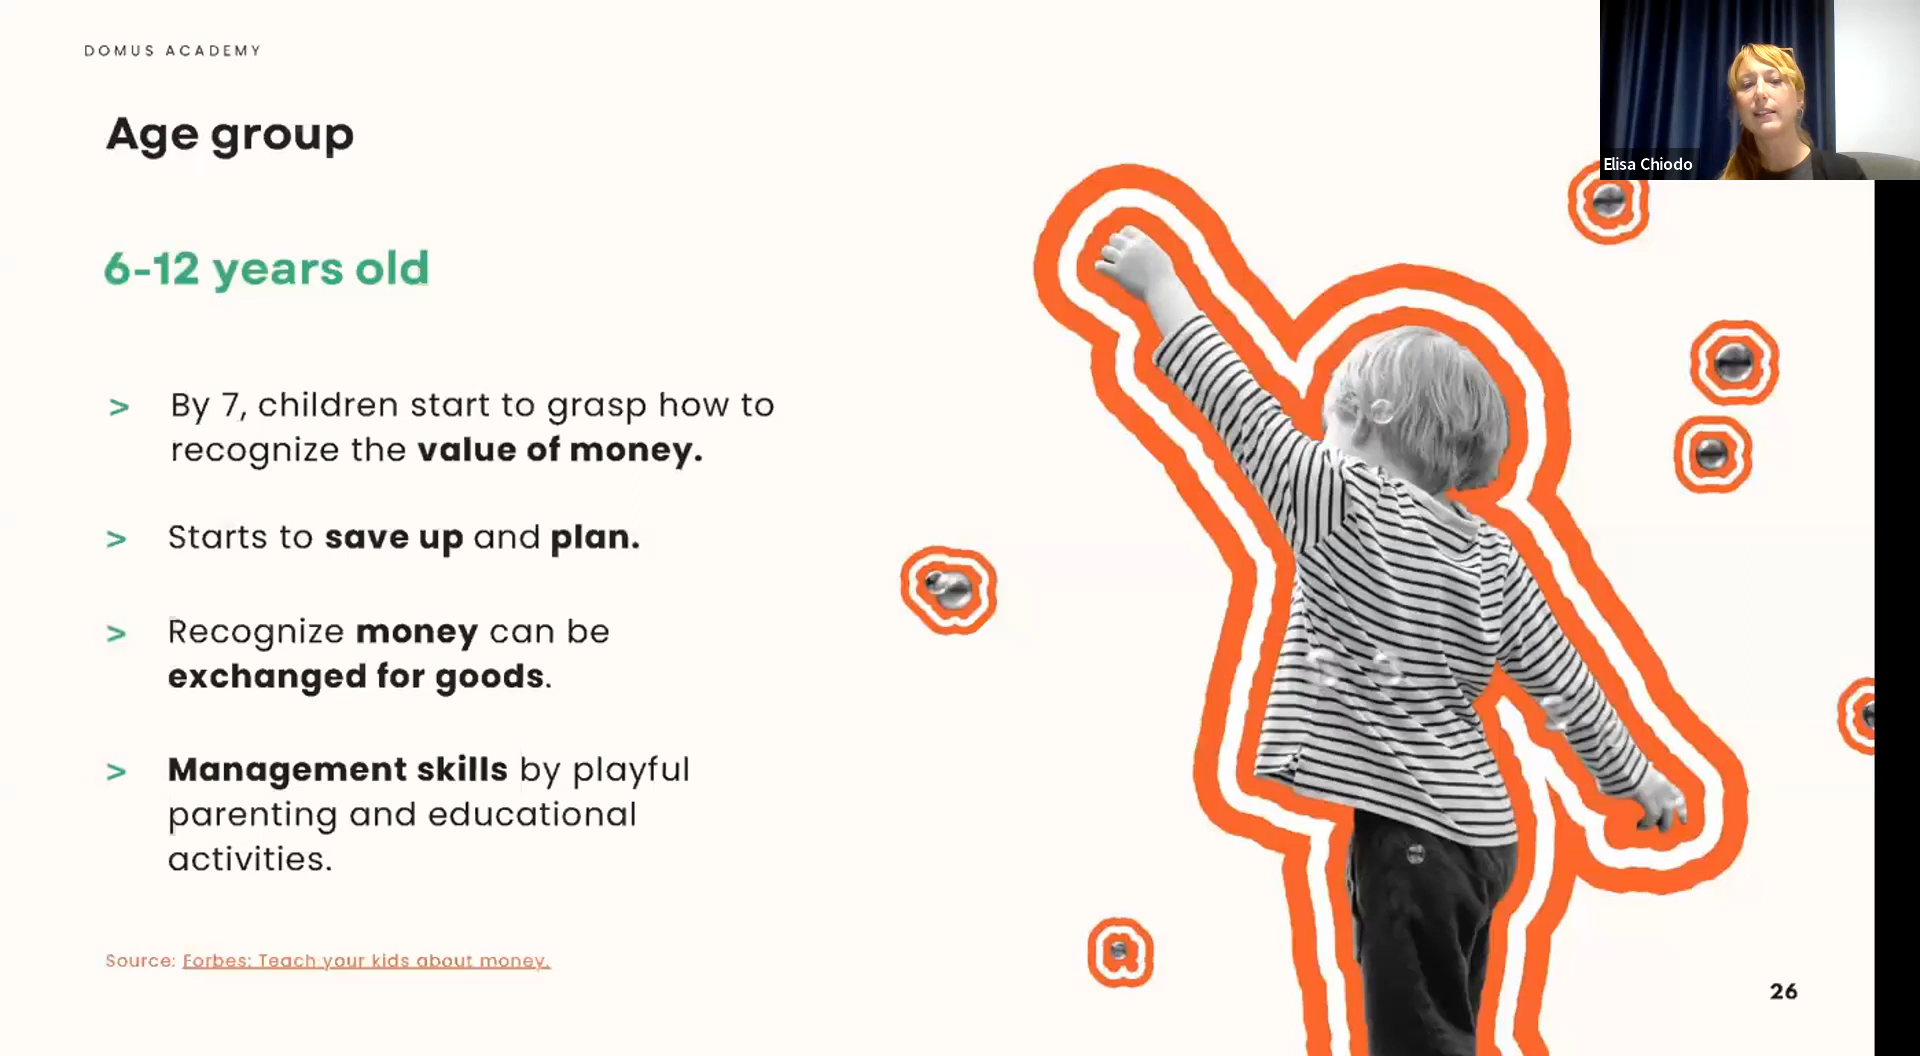 DOMUS ACADEMY
Elisa Chiodo
Age group
6-12 years old
> By 7, children start to grasp how to
recognize the value of money.
> Starts to save up and plan.
> Recognize money can be
exchanged for goods.
> Management skills by playful
parenting and educational
activities.
Source: Forbes: Teach your kids about money.
26